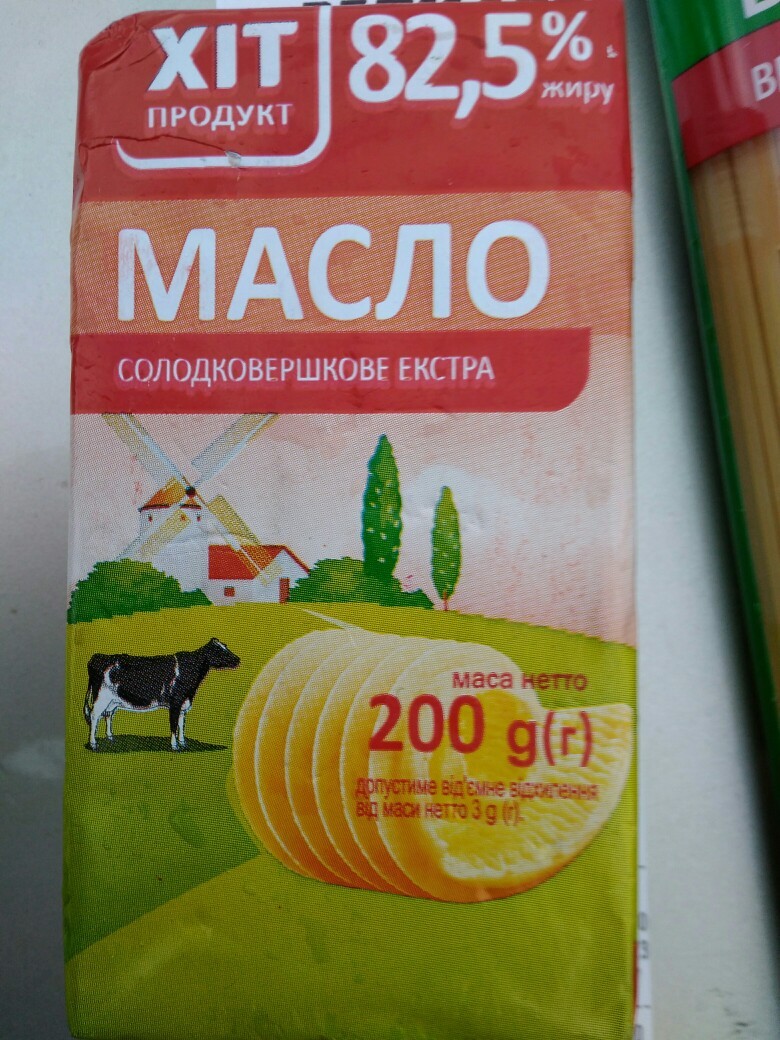 ХІТ
ПРОДУКТ
82,5%
жиру
МАСЛО
СОЛОДКОВЕРШКОВЕ ЕКСТРА
маса нетто
200 g(г)
допустиме від'ємне відхилення
від маси нетто 3 g (г).